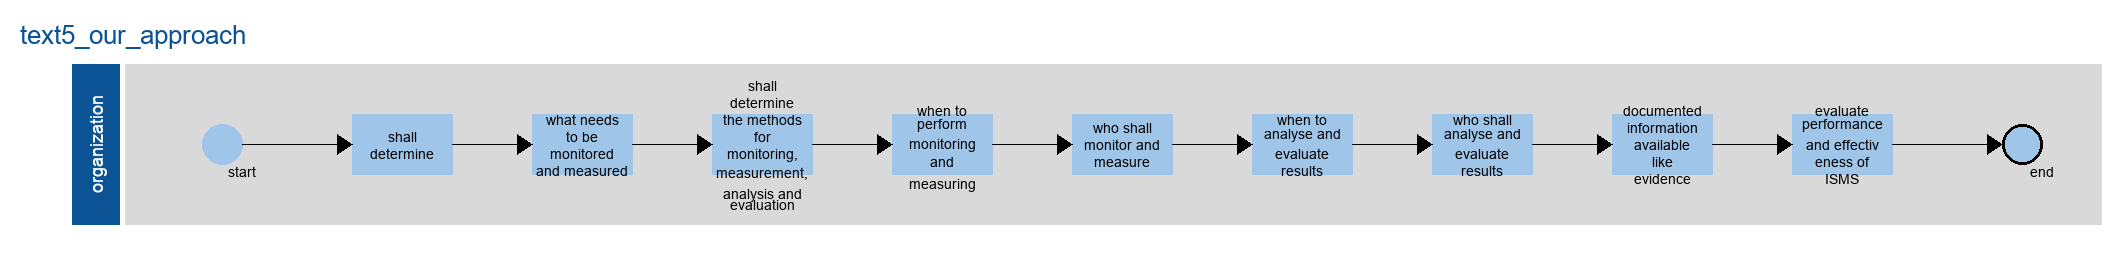 text5_our_approach
organization
start
shall
determine
what needs
to be
monitored
and measured
shall
determine
the methods
for
monitoring,
measurement,
analysis and
evaluation
when to
perform
monitoring
and
measuring
who shall
monitor and
measure
when to
analyse and
evaluate
results
who shall
analyse and
evaluate
results
documented
information
available
like
evidence
evaluate
performance
and effectiv
eness of
ISMS
end